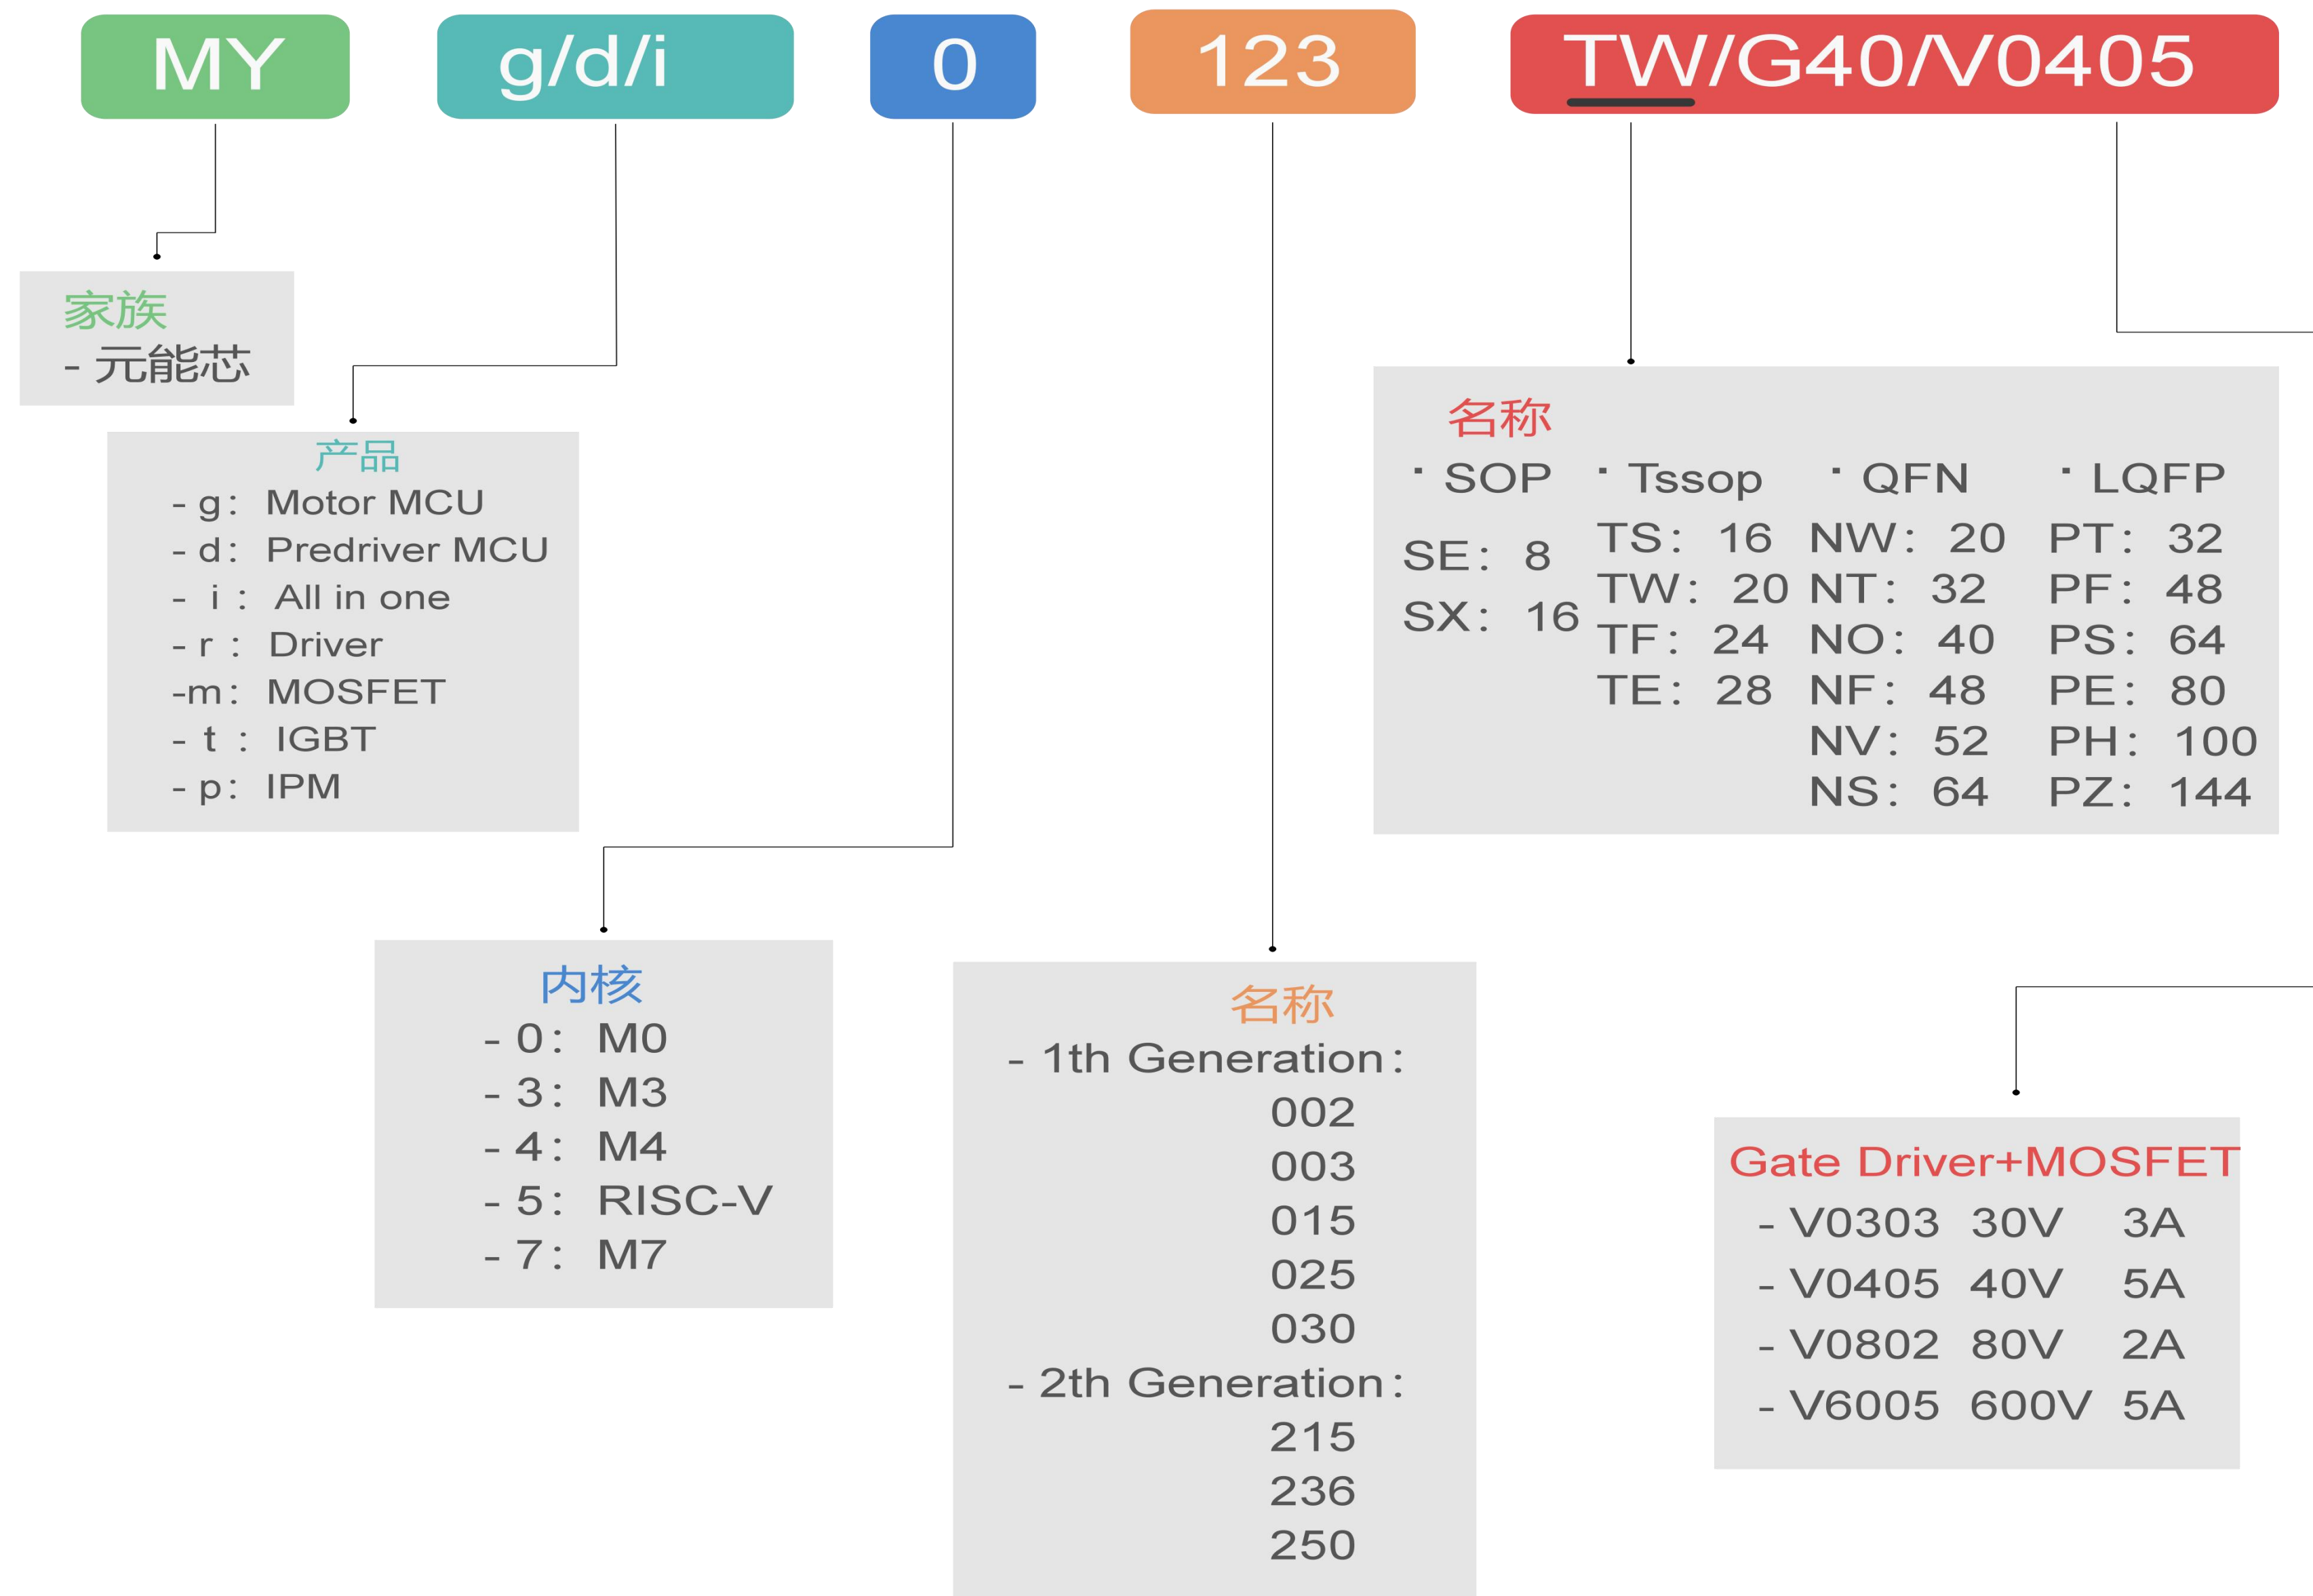 MY
g/d/i
0
123
TW/G40/V0405
家族
- 元能芯
产品
- g: Motor MCU
- d: Predriver MCU
- i : All in one
- r : Driver
-m: MOSFET
- t : IGBT
- p: IPM
名称
· SOP · Tssop · QFN · LQFP
SE: 8
SX: 16
TS: 16
TW: 20
TF: 24
TE: 28
NW: 20
NT: 32
NO: 40
NF: 48
NV: 52
NS: 64
PT: 32
PF: 48
PS: 64
PE: 80
PH: 100
PZ: 144
内核
- 0: M0
- 3: M3
- 4: M4
- 5: RISC-V
- 7: M7
名称
- 1th Generation:
002
003
015
025
030
- 2th Generation:
215
236
250
Gate Driver+MOSFET
- V0303 30V 3A
- V0405 40V 5A
- V0802 80V 2A
- V6005 600V 5A